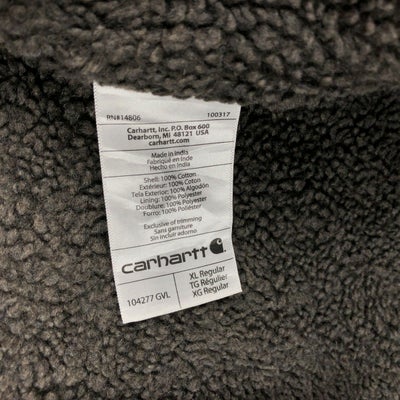 RN#14806 100317
Carhartt, Inc. P.O. Box 600
Dearborn, MI 48121 USA
carhartt.com
Made in India
Fabriqué en Inde
Hecho en India
Shell: 100% Cotton
Extérieur: 100% Coton
Tela Exterior: 100% Algodón
Lining: 100% Polyester
Doublure: 100% Polyester
Forro: 100% Poliéster
Exclusive of trimming
Sans garniture
Sin incluir adorno
carhartt
104277 GVL
XL Regular
TG Régulier
XG Regular